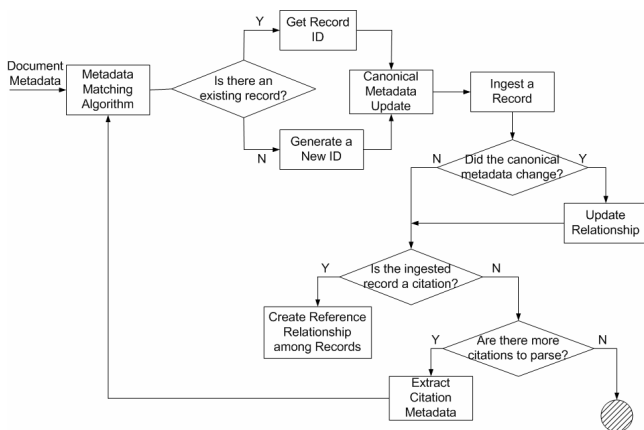 Y
Get Record
ID
Document
Metadata
Metadata
Matching
Algorithm
Is there an
existing record?
Canonical
Metadata
Update
Ingest a
Record
N
Generate a
New ID
N
Did the canonical
metadata change?
Y
Update
Relationship
Y
Is the ingested
record a citation?
N
Create Reference
Relationship
among Records
Y
Are there more
citations to parse?
N
Extract
Citation
Metadata